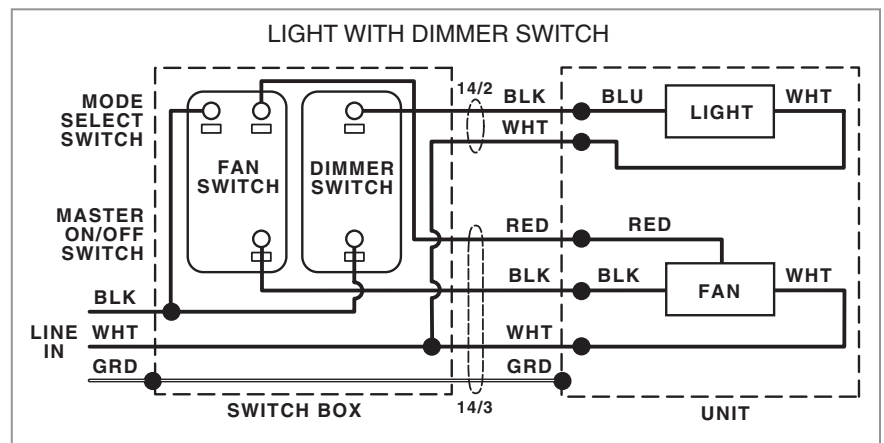 LIGHT WITH DIMMER SWITCH
MODE
SELECT
SWITCH
FAN
SWITCH
DIMMER
SWITCH
14/2
BLK
BLU
LIGHT
WHT
WHT
MASTER
ON/OFF
SWITCH
RED
RED
BLK
BLK
FAN
WHT
BLK
LINE
IN
WHT
WHT
GRD
GRD
SWITCH BOX
14/3
UNIT